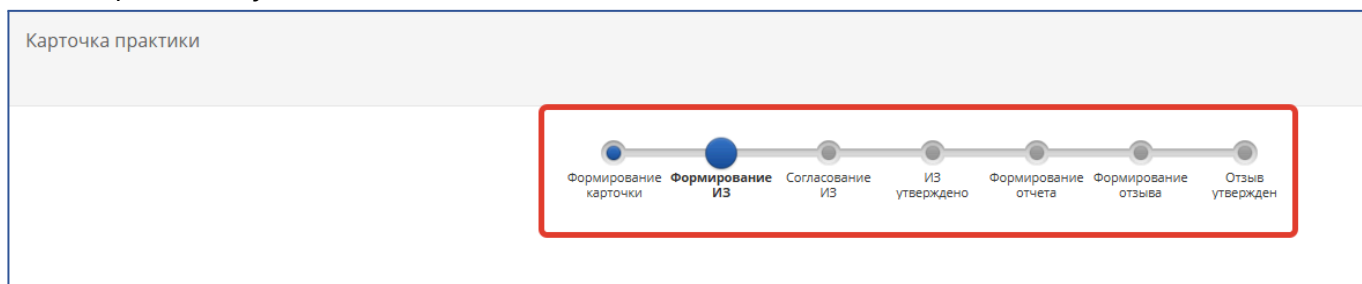 Карточка практики
Формирование Формирование Согласование ИЗ Формирование Формирование Отзыв
карточки ИЗ ИЗ утверждено отчета отзыва утвержден